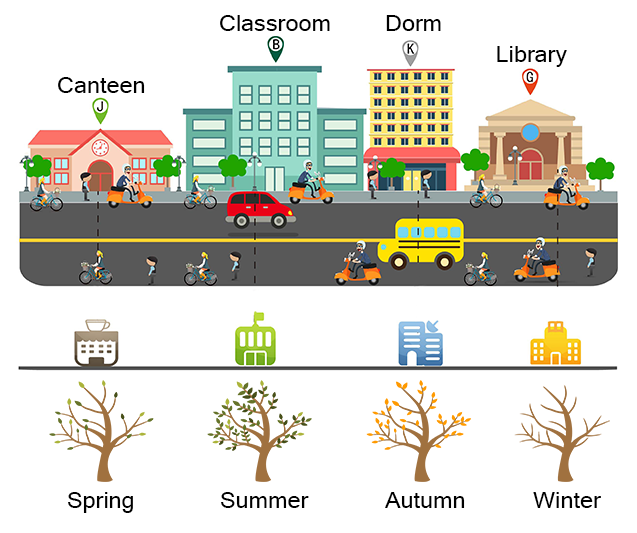 Classroom
Dorm
Library
Canteen
B
K
G
J
Spring
Summer
Autumn
Winter